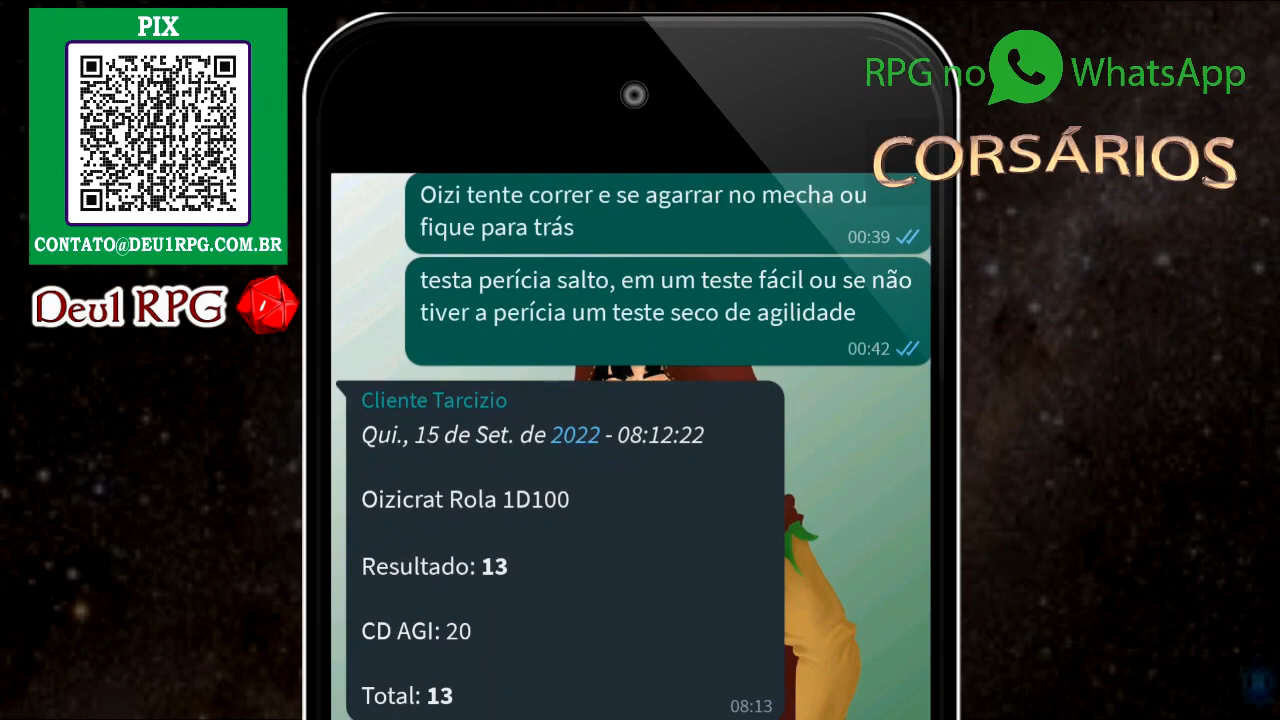 PIX
CONTATO@DEU1RPG.COM.BR
Deu1 RPG
RPG no WhatsApp
CORSÁRIOS
Oizi tente correr e se agarrar no mecha ou
fique para trás
00:39
testa perícia salto, em um teste fácil ou se não
tiver a perícia um teste seco de agilidade
00:42
Cliente Tarcizio
Qui., 15 de Set. de 2022 - 08:12:22
Oizicrat Rola 1D100
Resultado: 13
CD AGI: 20
Total: 13
08:13